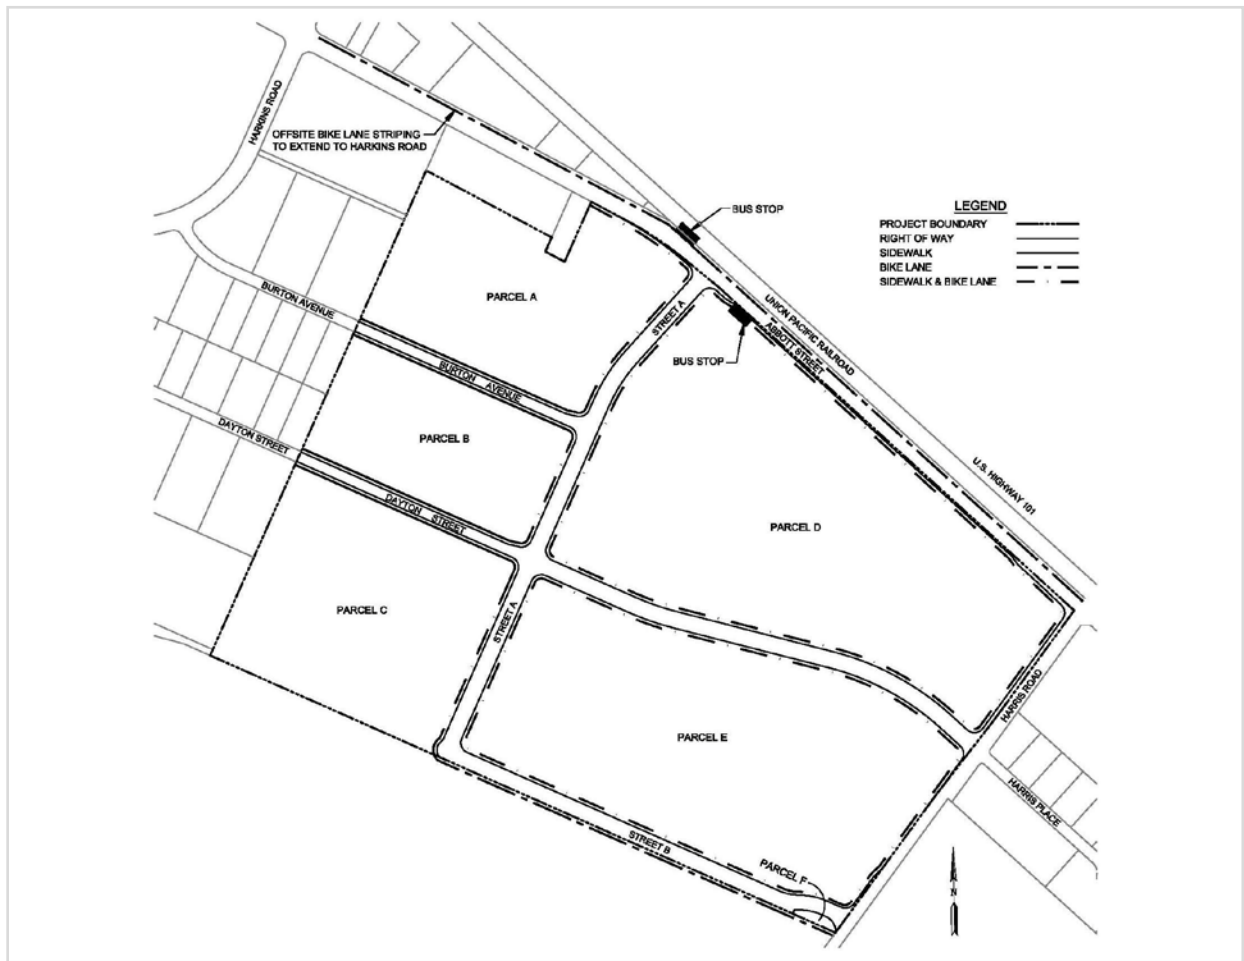 HARKINS ROAD
OFFSITE BIKE LANE STRIPING
TO EXTEND TO HARKINS ROAD
BUS STOP
LEGEND
PROJECT BOUNDARY
RIGHT OF WAY
SIDEWALK
BIKE LANE
SIDEWALK & BIKE LANE
PARCEL A
BURTON AVENUE
STREET A
UNION PACIFIC RAILROAD
ABBOTT STREET
BUS STOP
BURTON AVENUE
PARCEL B
DAYTON STREET
DAYTON STREET
U.S. HIGHWAY 101
PARCEL D
PARCEL C
STREET A
HARRIS ROAD
PARCEL E
HARRIS PLACE
STREET B
PARCEL F
N